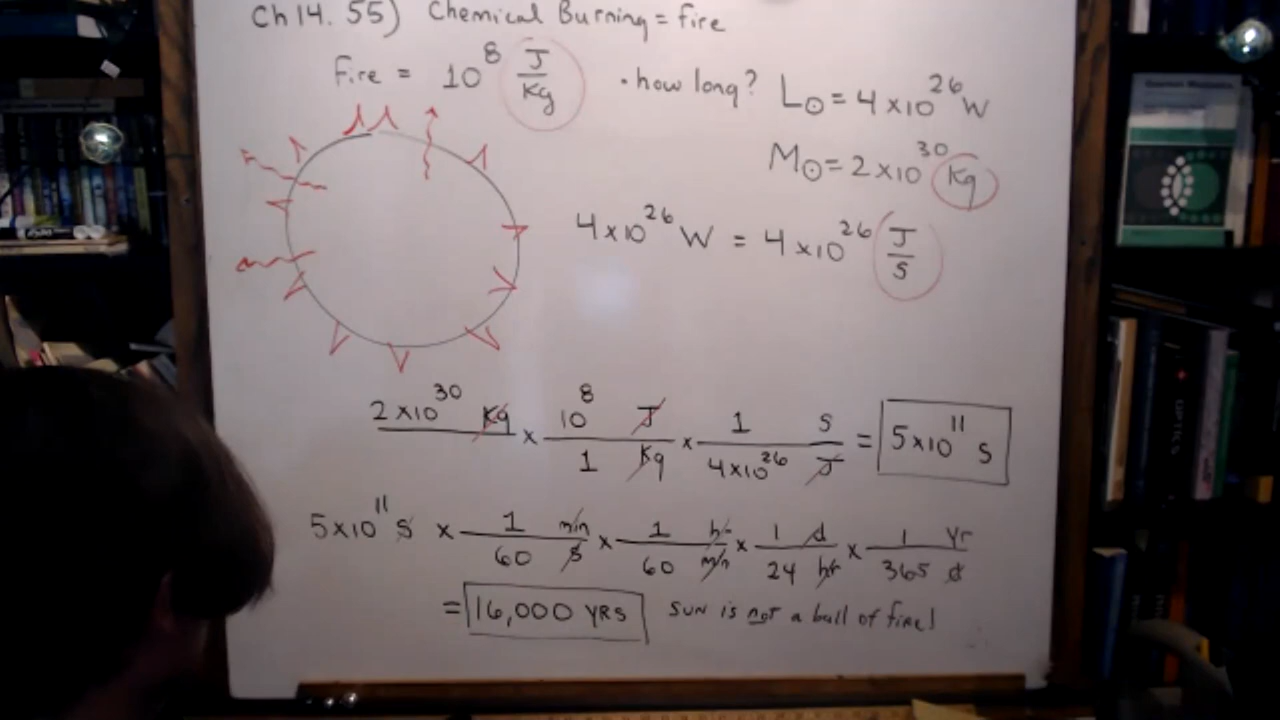 Ch 14. 55) Chemical Burning = fire
Fire = 10^8 J/Kg · how long? L⊙ = 4×10^26 W
M⊙ = 2×10^30 Kg
4×10^26 W = 4×10^26 J/s
2×10^30 Kg × 10^8 J / 1 Kg × 1 s / 4×10^26 J = 5×10^11 s
5×10^11 s × 1 min / 60 s × 1 hr / 60 min × 1 d / 24 hr × 1 yr / 365 d
= 16,000 YRS SUN is not a ball of fire!
OPTICS